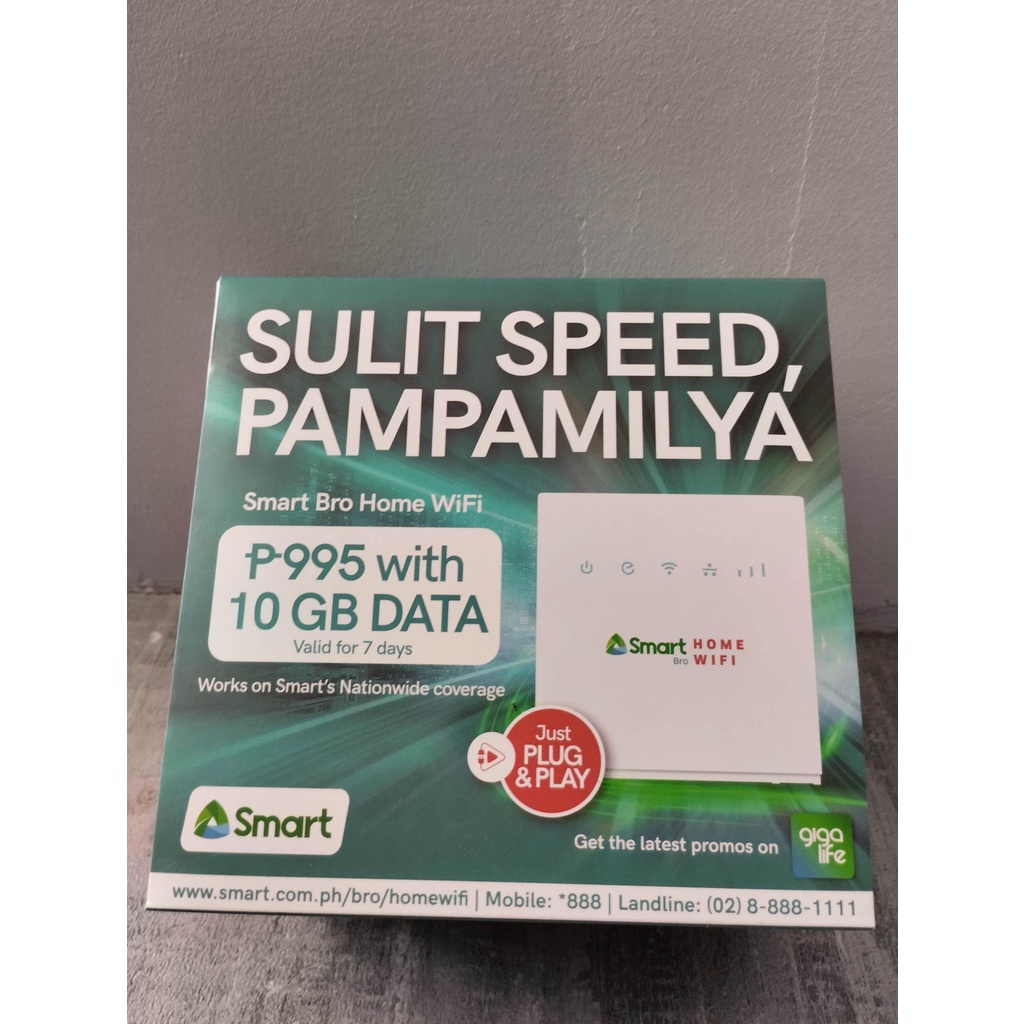 SULIT SPEED,
PAMPAMILYA
Smart Bro Home WiFi
₱995 with
10 GB DATA
Valid for 7 days
Works on Smart's Nationwide coverage
Smart Bro HOME
WIFI
Just
PLUG
& PLAY
Smart
Get the latest promos on
giga
life
www.smart.com.ph/bro/homewifi | Mobile: *888 | Landline: (02) 8-888-1111